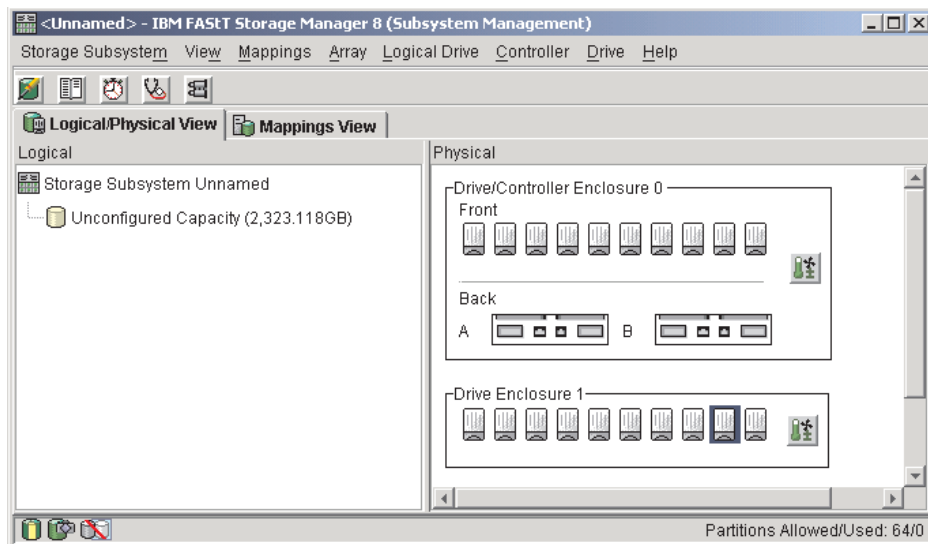 <Unnamed> - IBM FAStT Storage Manager 8 (Subsystem Management)
Storage Subsystem View Mappings Array Logical Drive Controller Drive Help
Logical/Physical View Mappings View
Logical
Storage Subsystem Unnamed
Unconfigured Capacity (2,323.118GB)
Physical
Drive/Controller Enclosure 0
Front
Back
A B
Drive Enclosure 1
Partitions Allowed/Used: 64/0